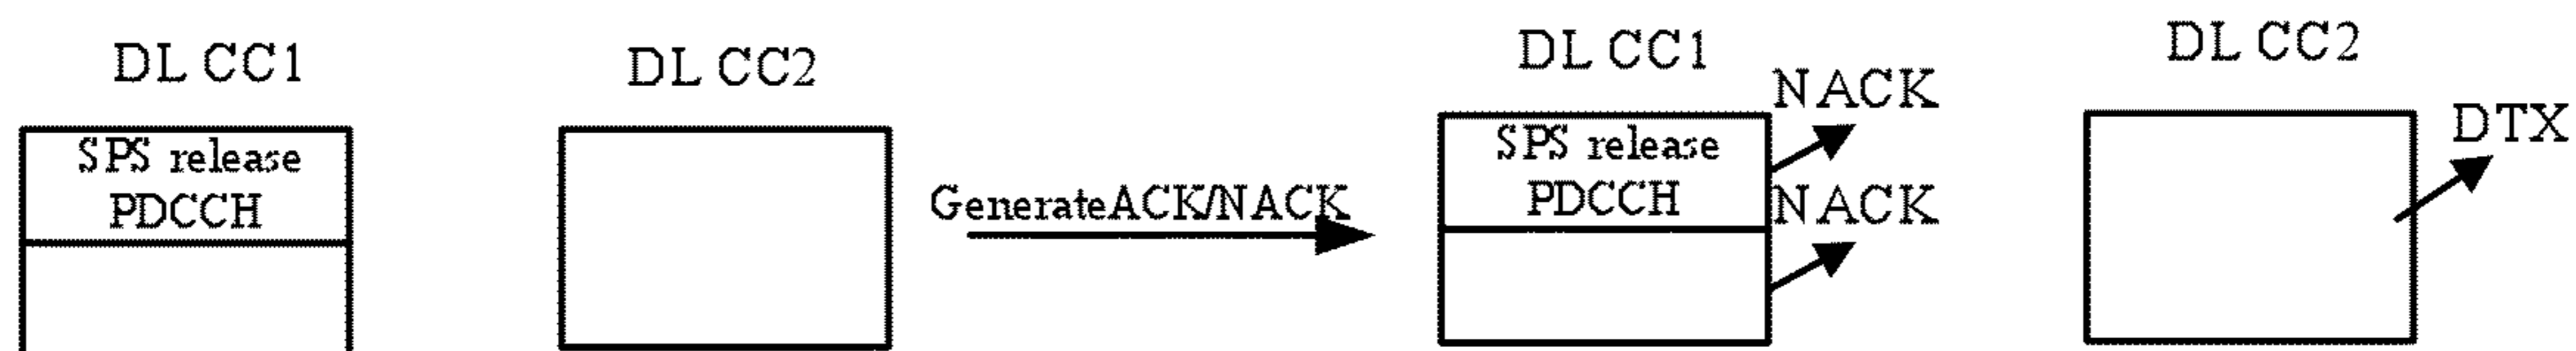 DL CC1
DL CC2
SPS release
PDCCH
GenerateACK/NACK
DL CC1
NACK
SPS release
PDCCH
NACK
DL CC2
DTX